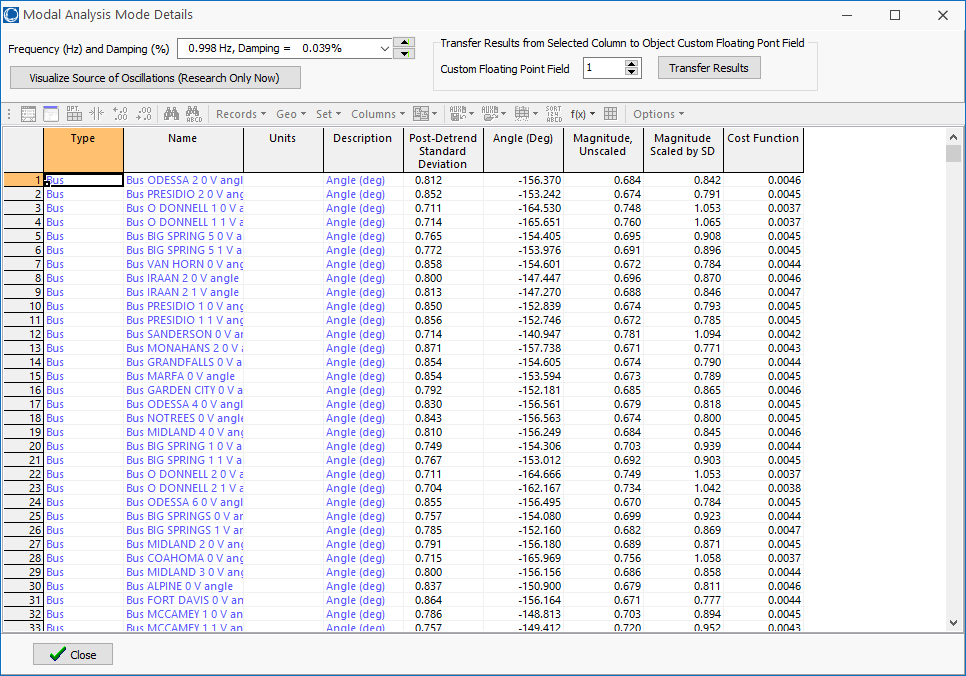 Modal Analysis Mode Details
Frequency (Hz) and Damping (%) 0.998 Hz, Damping = 0.039%
Transfer Results from Selected Column to Object Custom Floating Pont Field
Custom Floating Point Field 1 Transfer Results
Visualize Source of Oscillations (Research Only Now)
Records Geo Set Columns f(x) Options
Type Name Units Description Post-Detrend Standard Deviation Angle (Deg) Magnitude, Unscaled Magnitude Scaled by SD Cost Function
1 Bus Bus ODESSA 2 0 V angl Angle (deg) 0.812 -156.370 0.684 0.842 0.0046
2 Bus Bus PRESIDIO 2 0 V ang Angle (deg) 0.852 -153.242 0.674 0.791 0.0045
3 Bus Bus O DONNELL 1 0 V a Angle (deg) 0.711 -164.530 0.748 1.053 0.0037
4 Bus Bus O DONNELL 1 1 V a Angle (deg) 0.714 -165.651 0.760 1.065 0.0037
5 Bus Bus BIG SPRING 5 0 V a Angle (deg) 0.765 -154.405 0.695 0.908 0.0045
6 Bus Bus BIG SPRING 5 1 V a Angle (deg) 0.772 -153.976 0.691 0.896 0.0045
7 Bus Bus VAN HORN 0 V ang Angle (deg) 0.858 -154.601 0.672 0.784 0.0044
8 Bus Bus IRAAN 2 0 V angle Angle (deg) 0.800 -147.447 0.696 0.870 0.0046
9 Bus Bus IRAAN 2 1 V angle Angle (deg) 0.813 -147.270 0.688 0.846 0.0047
10 Bus Bus PRESIDIO 1 0 V ang Angle (deg) 0.850 -152.839 0.674 0.793 0.0045
11 Bus Bus PRESIDIO 1 1 V ang Angle (deg) 0.856 -152.746 0.672 0.785 0.0045
12 Bus Bus SANDERSON 0 V ar Angle (deg) 0.714 -140.947 0.781 1.094 0.0042
13 Bus Bus MONAHANS 2 0 V a Angle (deg) 0.871 -157.738 0.671 0.771 0.0043
14 Bus Bus GRANDFALLS 0 V a Angle (deg) 0.854 -154.605 0.674 0.790 0.0044
15 Bus Bus MARFA 0 V angle Angle (deg) 0.854 -153.594 0.673 0.789 0.0045
16 Bus Bus GARDEN CITY 0 V a Angle (deg) 0.792 -152.181 0.685 0.865 0.0046
17 Bus Bus ODESSA 4 0 V angl Angle (deg) 0.830 -156.561 0.679 0.818 0.0045
18 Bus Bus NOTREES 0 V angle Angle (deg) 0.843 -156.563 0.674 0.800 0.0045
19 Bus Bus MIDLAND 4 0 V ang Angle (deg) 0.810 -156.249 0.684 0.845 0.0046
20 Bus Bus BIG SPRING 1 0 V a Angle (deg) 0.749 -154.306 0.703 0.939 0.0044
21 Bus Bus BIG SPRING 1 1 V a Angle (deg) 0.767 -153.012 0.692 0.903 0.0045
22 Bus Bus O DONNELL 2 0 V a Angle (deg) 0.711 -164.666 0.749 1.053 0.0037
23 Bus Bus O DONNELL 2 1 V a Angle (deg) 0.704 -162.167 0.734 1.042 0.0038
24 Bus Bus ODESSA 6 0 V angl Angle (deg) 0.855 -156.495 0.670 0.784 0.0045
25 Bus Bus BIG SPRINGS 0 V ar Angle (deg) 0.757 -154.080 0.699 0.923 0.0044
26 Bus Bus BIG SPRINGS 1 V ar Angle (deg) 0.785 -152.160 0.682 0.869 0.0047
27 Bus Bus MIDLAND 2 0 V ang Angle (deg) 0.791 -156.180 0.689 0.871 0.0045
28 Bus Bus COAHOMA 0 V ang Angle (deg) 0.715 -165.969 0.756 1.058 0.0037
29 Bus Bus MIDLAND 3 0 V ang Angle (deg) 0.800 -156.156 0.686 0.858 0.0044
30 Bus Bus ALPINE 0 V angle Angle (deg) 0.837 -150.900 0.679 0.811 0.0046
31 Bus Bus FORT DAVIS 0 V an Angle (deg) 0.864 -156.164 0.671 0.777 0.0044
32 Bus Bus MCCAMEY 1 0 V an Angle (deg) 0.786 -148.813 0.703 0.894 0.0045
33 Bus Bus MCCAMEY 1 1 V an Angle (deg) 0.757 -149.412 0.720 0.952 0.0043
Close